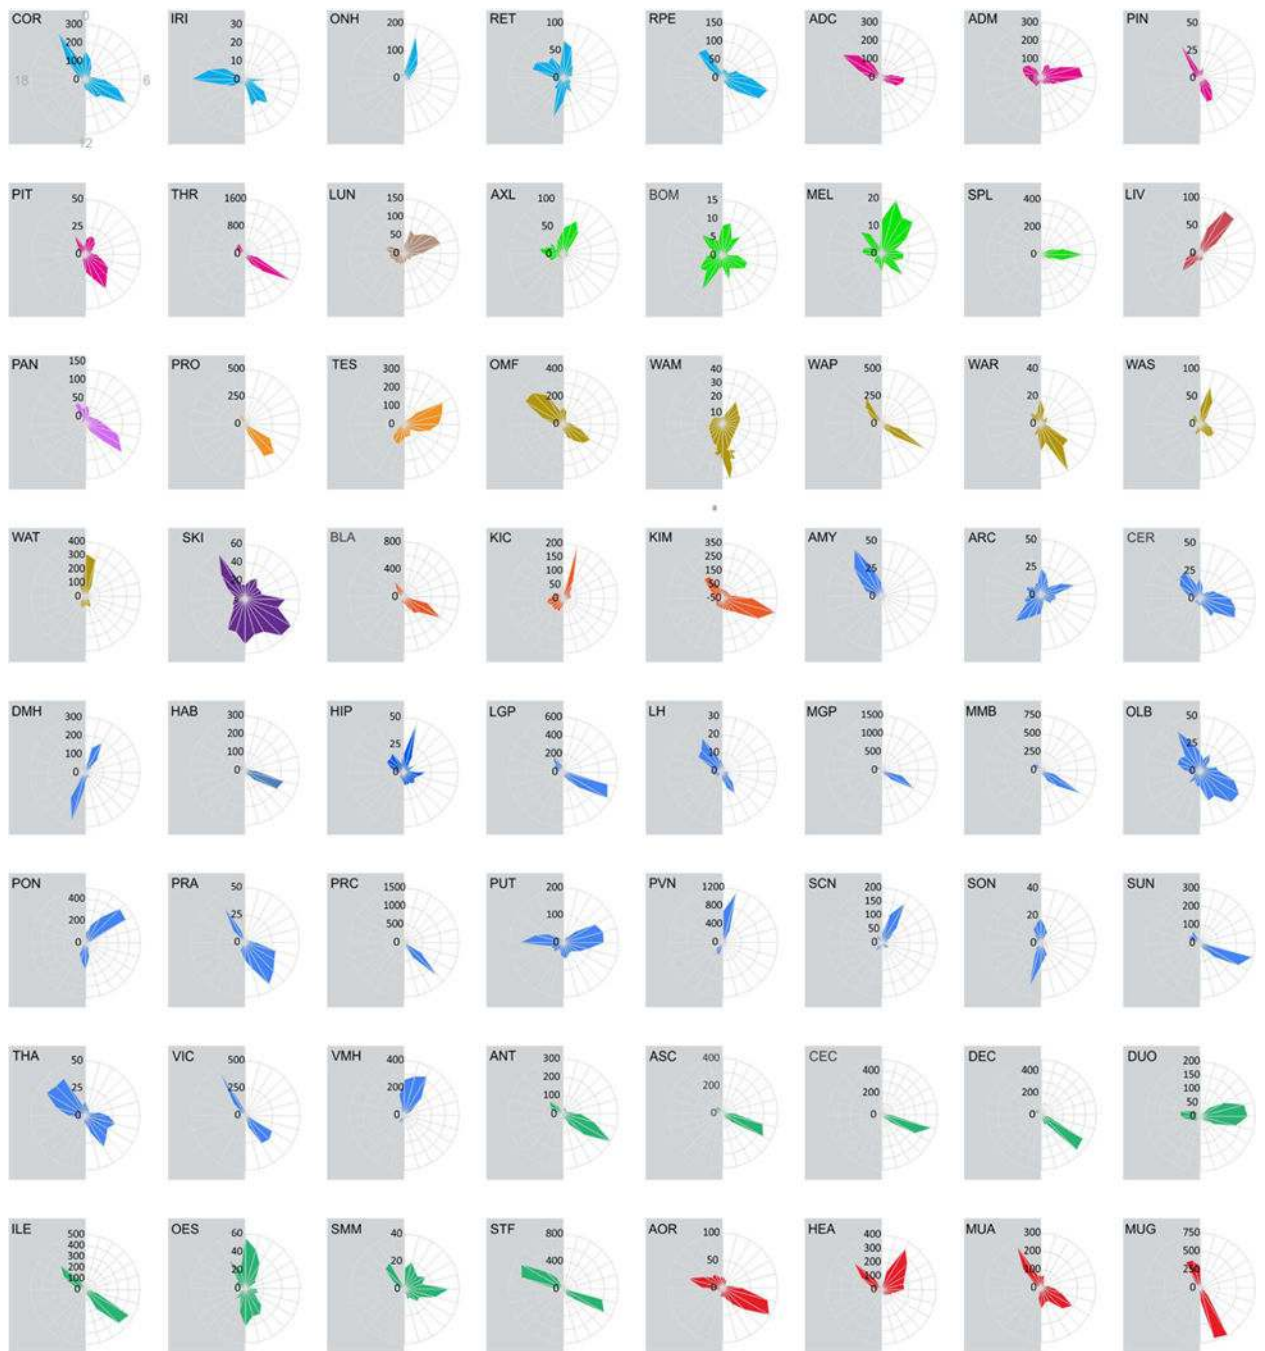 COR 300 200 100 0 0 6 12 18
IRI 30 20 10 0
ONH 200 100 0
RET 100 50 0
RPE 150 100 50 0
ADC 300 200 100 0
ADM 300 200 100 0
PIN 50 25 0
PIT 50 25 0
THR 1600 800 0
LUN 150 100 50 0
AXL 100 50 0
BOM 15 10 5 0
MEL 20 10 0
SPL 400 200 0
LIV 100 50 0
PAN 150 100 50 0
PRO 500 250 0
TES 300 200 100 0
OMF 400 200 0
WAM 40 30 20 10 0
WAP 500 250 0
WAR 40 20 0
WAS 100 50 0
WAT 400 300 200 100 0
SKI 60 40 20
BLA 800 400 0
KIC 200 150 100 50 0
KIM 350 250 150 50 -50
AMY 50 25 0
ARC 50 25 0
CER 50 25 0
DMH 300 200 100 0
HAB 300 200 100 0
HIP 50 25 0
LGP 600 400 200 0
LH 30 20 10 0
MGP 1500 1000 500 0
MMB 750 500 250 0
OLB 50 25 0
PON 400 200 0
PRA 50 25 0
PRC 1500 1000 500 0
PUT 200 100 0
PVN 1200 800 400 0
SCN 200 150 100 50 0
SON 40 20 0
SUN 300 200 100 0
THA 50 25 0
VIC 500 250 0
VMH 400 200 0
ANT 300 200 100 0
ASC 400 200 0
CEC 400 200 0
DEC 400 200 0
DUO 200 150 100 50 0
ILE 500 400 300 200 100 0
OES 60 40 20 0
SMM 40 20 0
STF 800 400 0
AOR 100 50 0
HEA 400 300 200 100 0
MUA 300 200 100 0
MUG 750 500 250 0